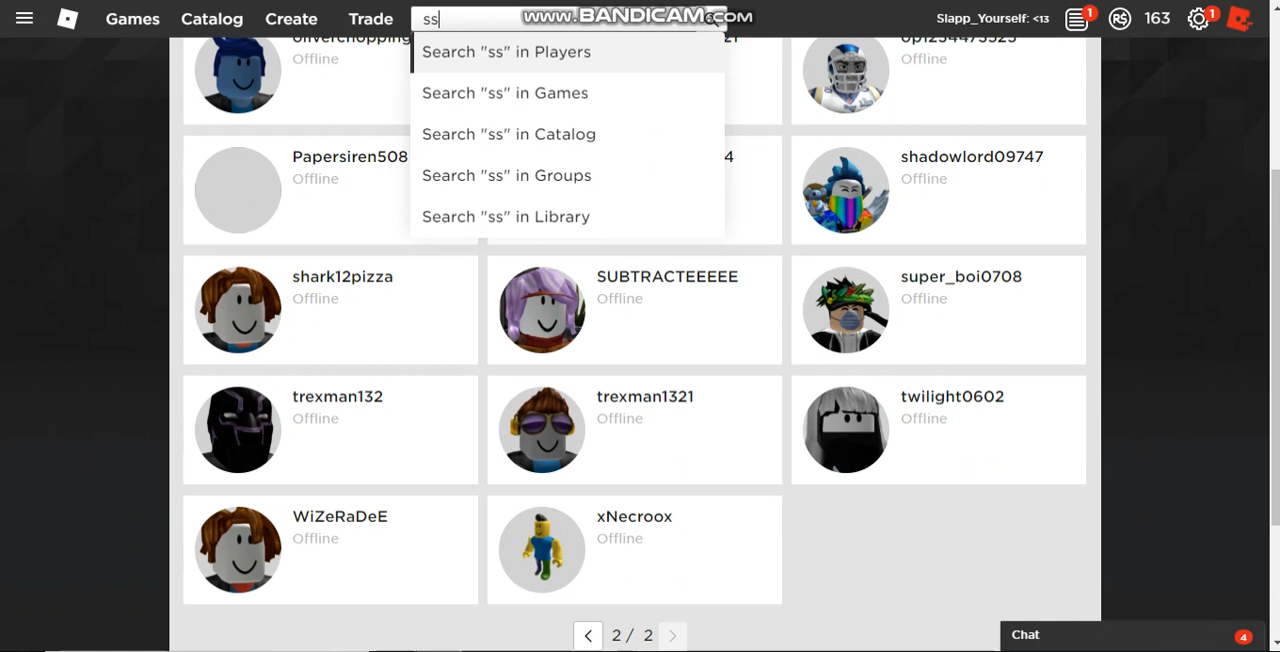 Games Catalog Create Trade ss www.BANDICAM.COM Slapp_Yourself: <13 1 R$ 163 1
Search "ss" in Players
Offline
Offline
Search "ss" in Games
Search "ss" in Catalog
Papersiren508
4
shadowlord09747
Offline
Search "ss" in Groups
Offline
Search "ss" in Library
shark12pizza
SUBTRACTEEEEE
super_boi0708
Offline
Offline
Offline
trexman132
trexman1321
twilight0602
Offline
Offline
Offline
WiZeRaDeE
xNecroox
Offline
Offline
2 / 2
Chat
4